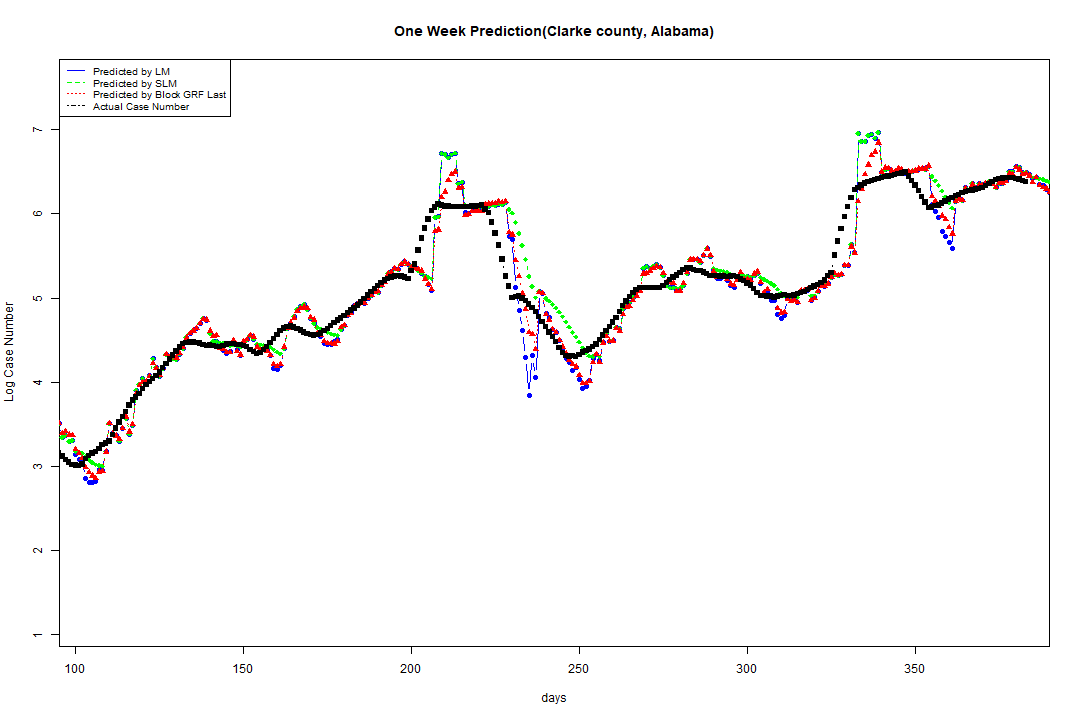 One Week Prediction(Clarke county, Alabama)
Predicted by LM
Predicted by SLM
Predicted by Block GRF Last
Actual Case Number
Log Case Number
7
6
5
4
3
2
1
100 150 200 250 300 350
days